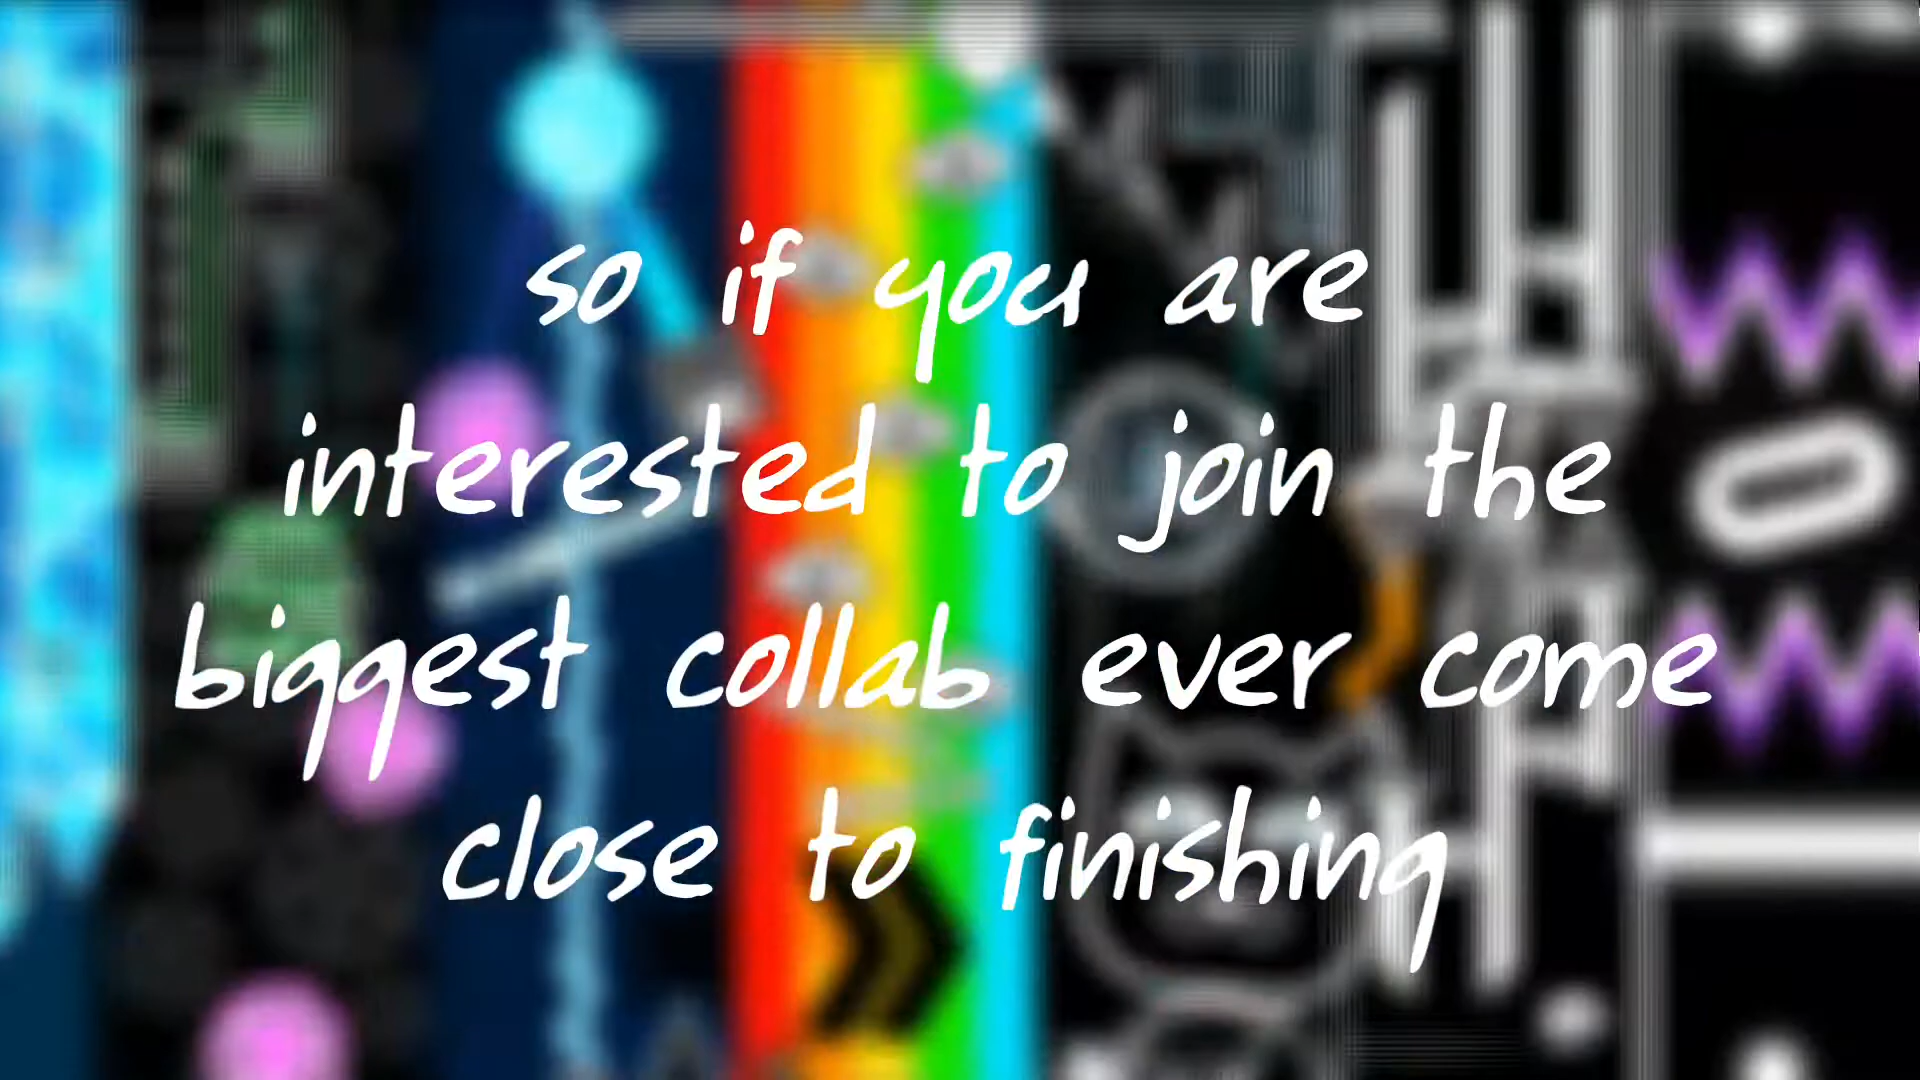 so if you are
interested to join the
biggest collab ever come
close to finishing